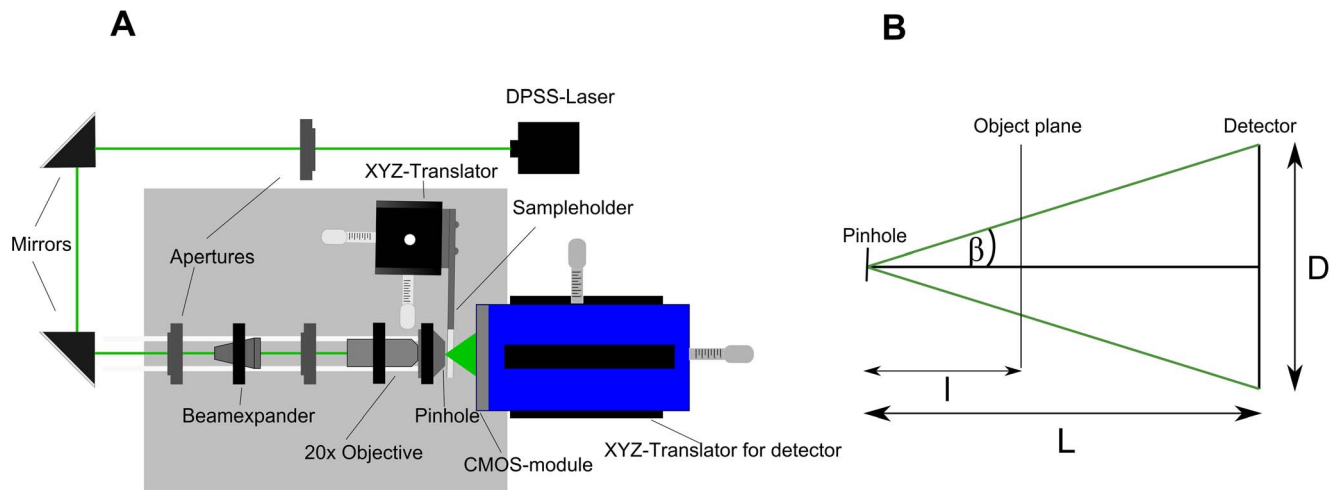 A
B
DPSS-Laser
Object plane
Detector
XYZ-Translator
Sampleholder
Mirrors
Apertures
Pinhole
β
D
Beamexpander
Pinhole
l
20x Objective
CMOS-module
XYZ-Translator for detector
L